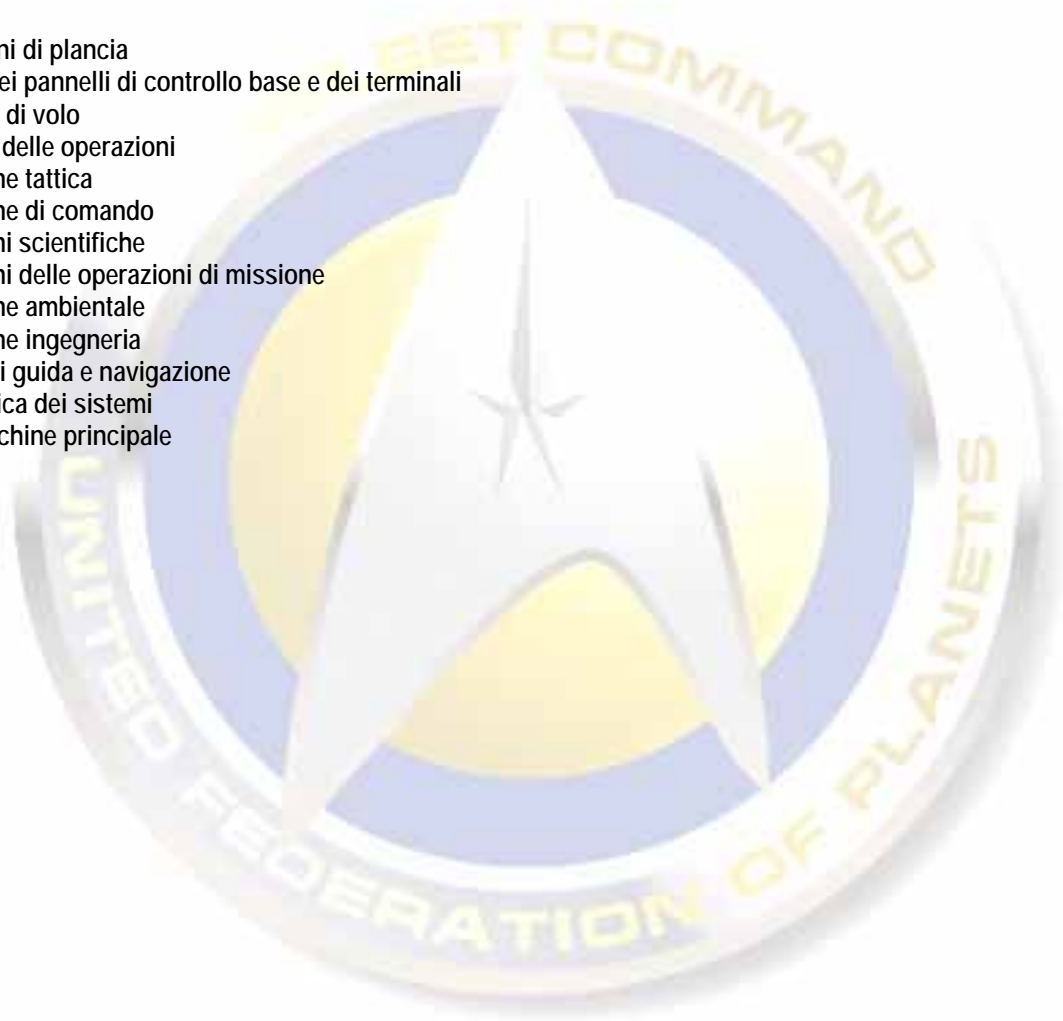 ni di plancia
ei pannelli di controllo base e dei terminali
di volo
delle operazioni
ne tattica
ne di comando
ni scientifiche
ni delle operazioni di missione
ne ambientale
ne ingegneria
i guida e navigazione
ica dei sistemi
chine principale
EET COMMAND
UNITED FEDERATION OF PLANETS